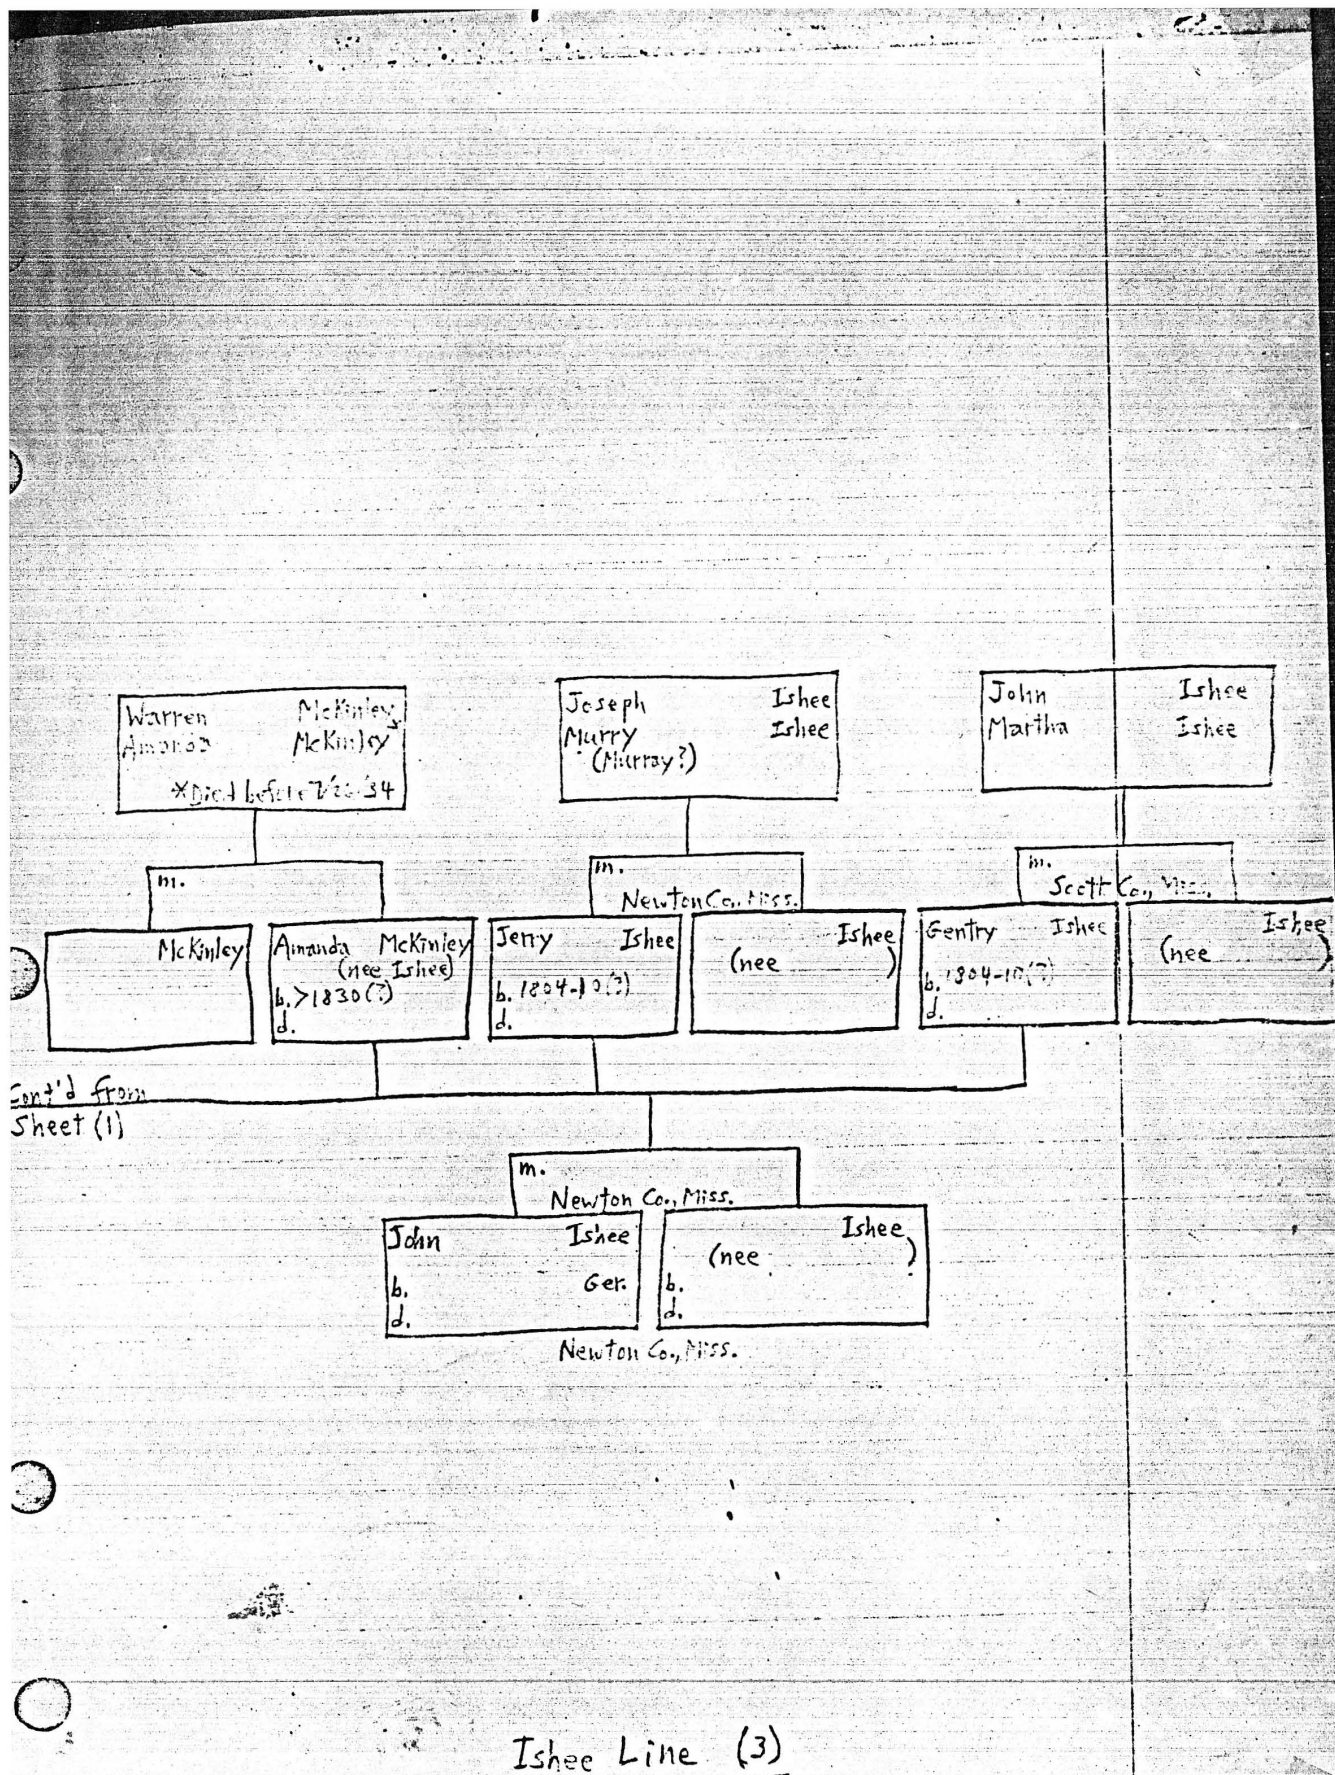 Warren McKinley
Amanda McKinley
*Died before 7/26/34
Joseph Ishee
Murry Ishee
(Murray?)
John Ishee
Martha Ishee
m.
m.
Newton Co., Miss.
m.
Scott Co., Miss.
McKinley
Amanda McKinley
(nee Ishee)
b. >1830(?)
d.
Jerry Ishee
b. 1804-10(?)
d.
Ishee
(nee )
Gentry Ishee
b. 1804-10(?)
d.
Ishee
(nee )
Cont'd from
Sheet (1)
m.
Newton Co., Miss.
John Ishee
b. Ger.
d.
Ishee
(nee )
b.
d.
Newton Co., Miss.
Ishee Line (3)